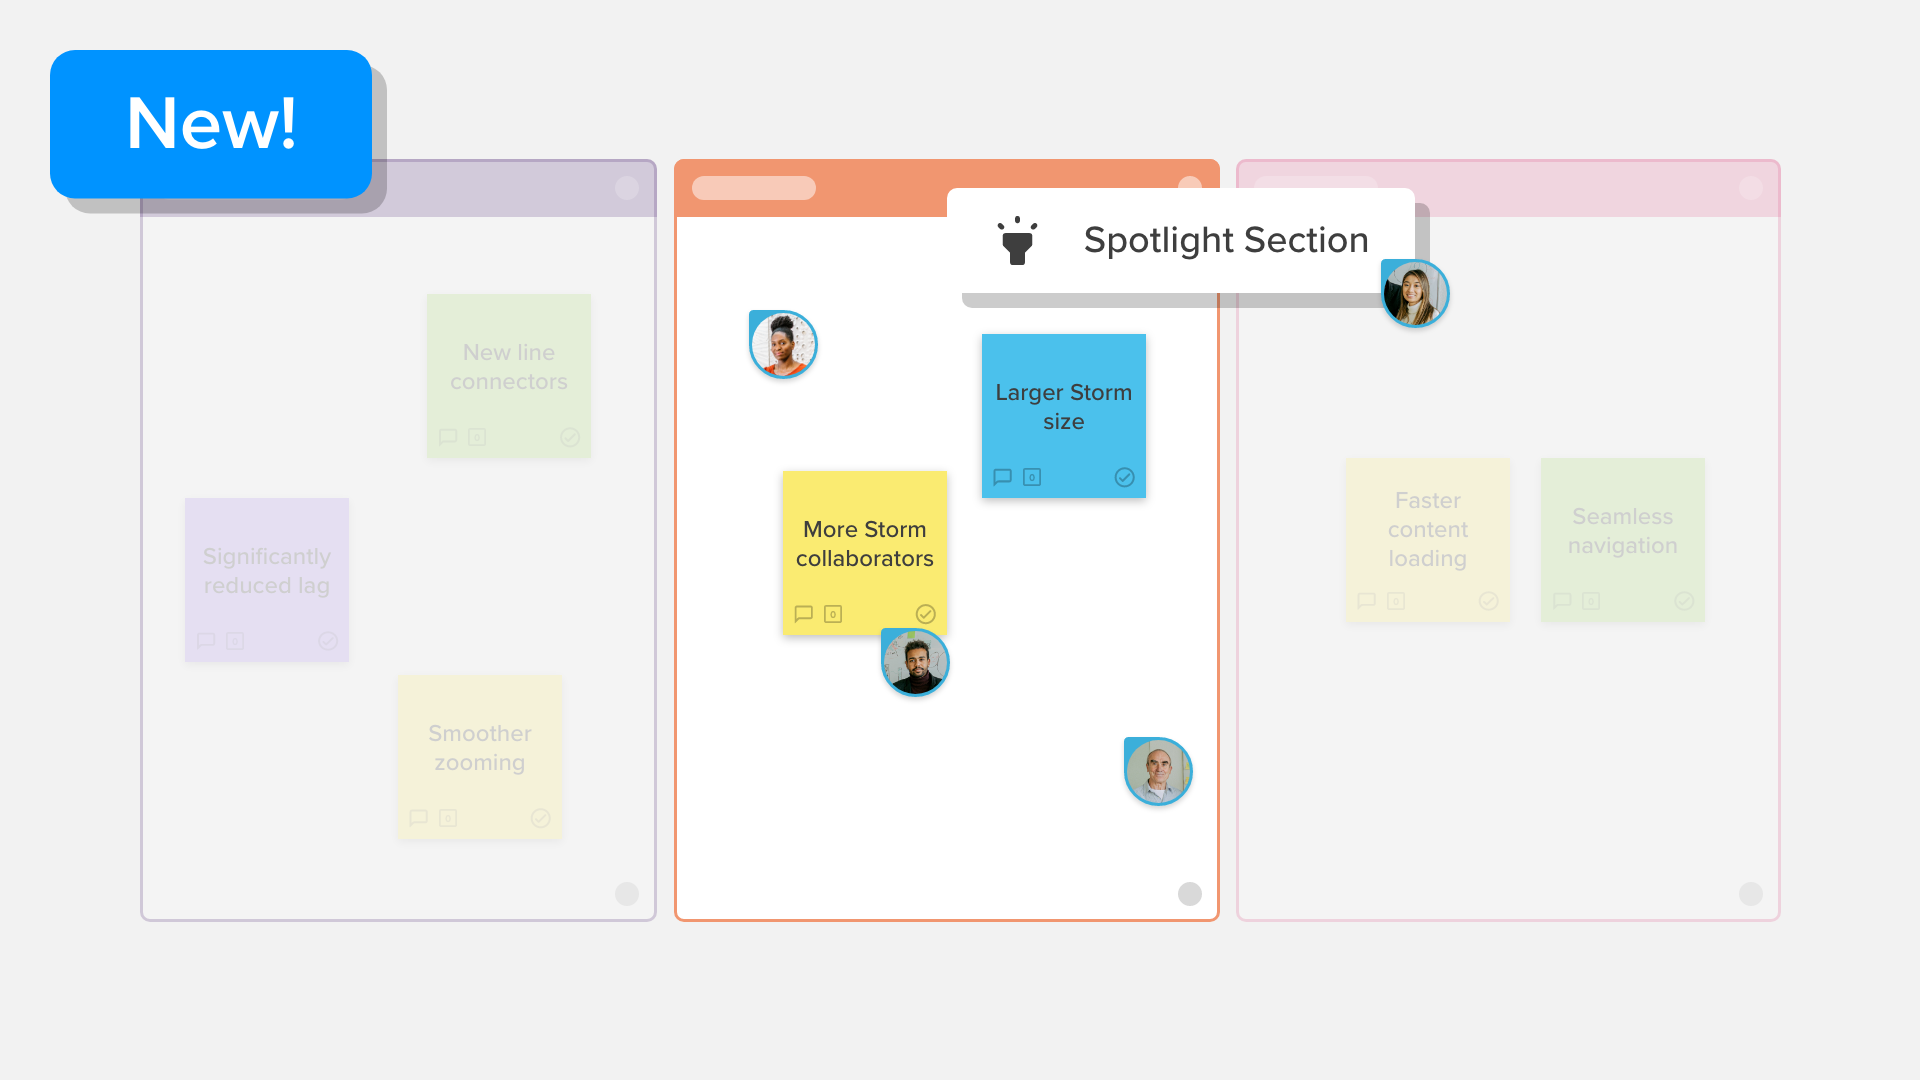 New!
Spotlight Section
New line
connectors
0
Significantly
reduced lag
0
Smoother
zooming
0
Larger Storm
size
0
More Storm
collaborators
0
Faster
content
loading
0
Seamless
navigation
0